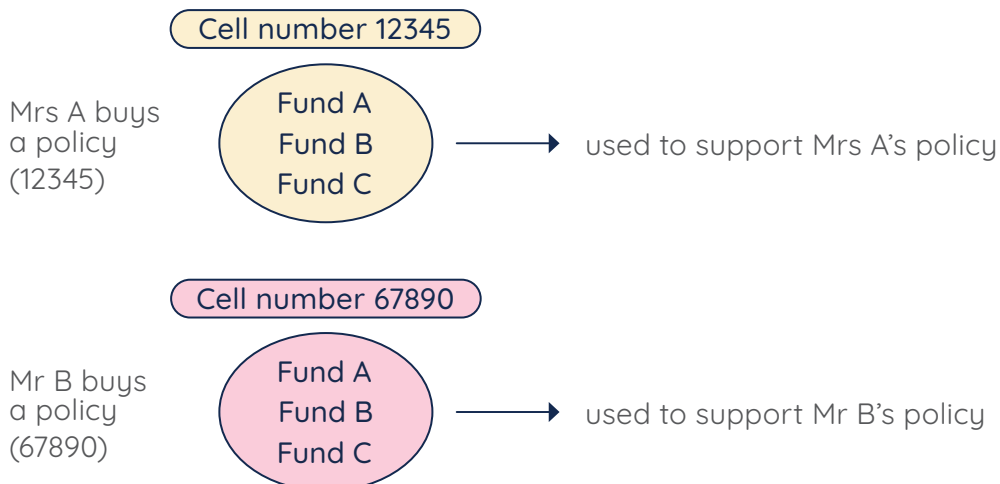 Cell number 12345
Mrs A buys
a policy
(12345)
Fund A
Fund B
Fund C
used to support Mrs A’s policy
Cell number 67890
Mr B buys
a policy
(67890)
Fund A
Fund B
Fund C
used to support Mr B’s policy